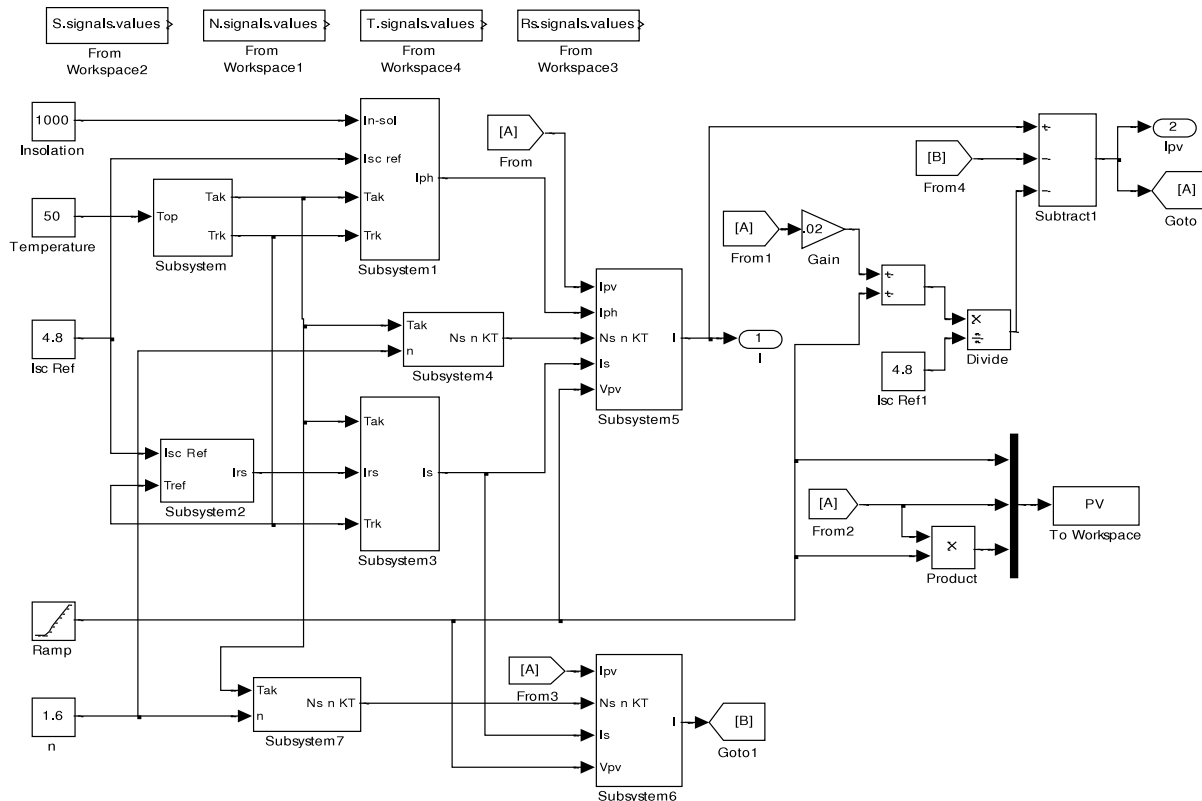 S.signals.values
From
Workspace2
N.signals.values
From
Workspace1
T.signals.values
From
Workspace4
Rs.signals.values
From
Workspace3
1000
Insolation
50
Temperature
4.8
Isc Ref
Ramp
1.6
n
Top
Tak
Trk
Subsystem
In-sol
Isc ref
Tak
Trk
Iph
Subsystem1
Isc Ref
Tref
Irs
Subsystem2
Tak
Irs
Trk
Is
Subsystem3
Tak
n
Ns n KT
Subsystem4
[A]
From
Ipv
Iph
Ns n KT
Is
Vpv
I
Subsystem5
1
I
Tak
n
Ns n KT
Subsystem7
[A]
From3
Ipv
Ns n KT
Is
Vpv
I
Subsystem6
[B]
Goto1
[A]
From1
.02
Gain
+
+
4.8
Isc Ref1
×
÷
Divide
[B]
From4
+
−
−
Subtract1
2
Ipv
[A]
Goto
[A]
From2
×
Product
PV
To Workspace